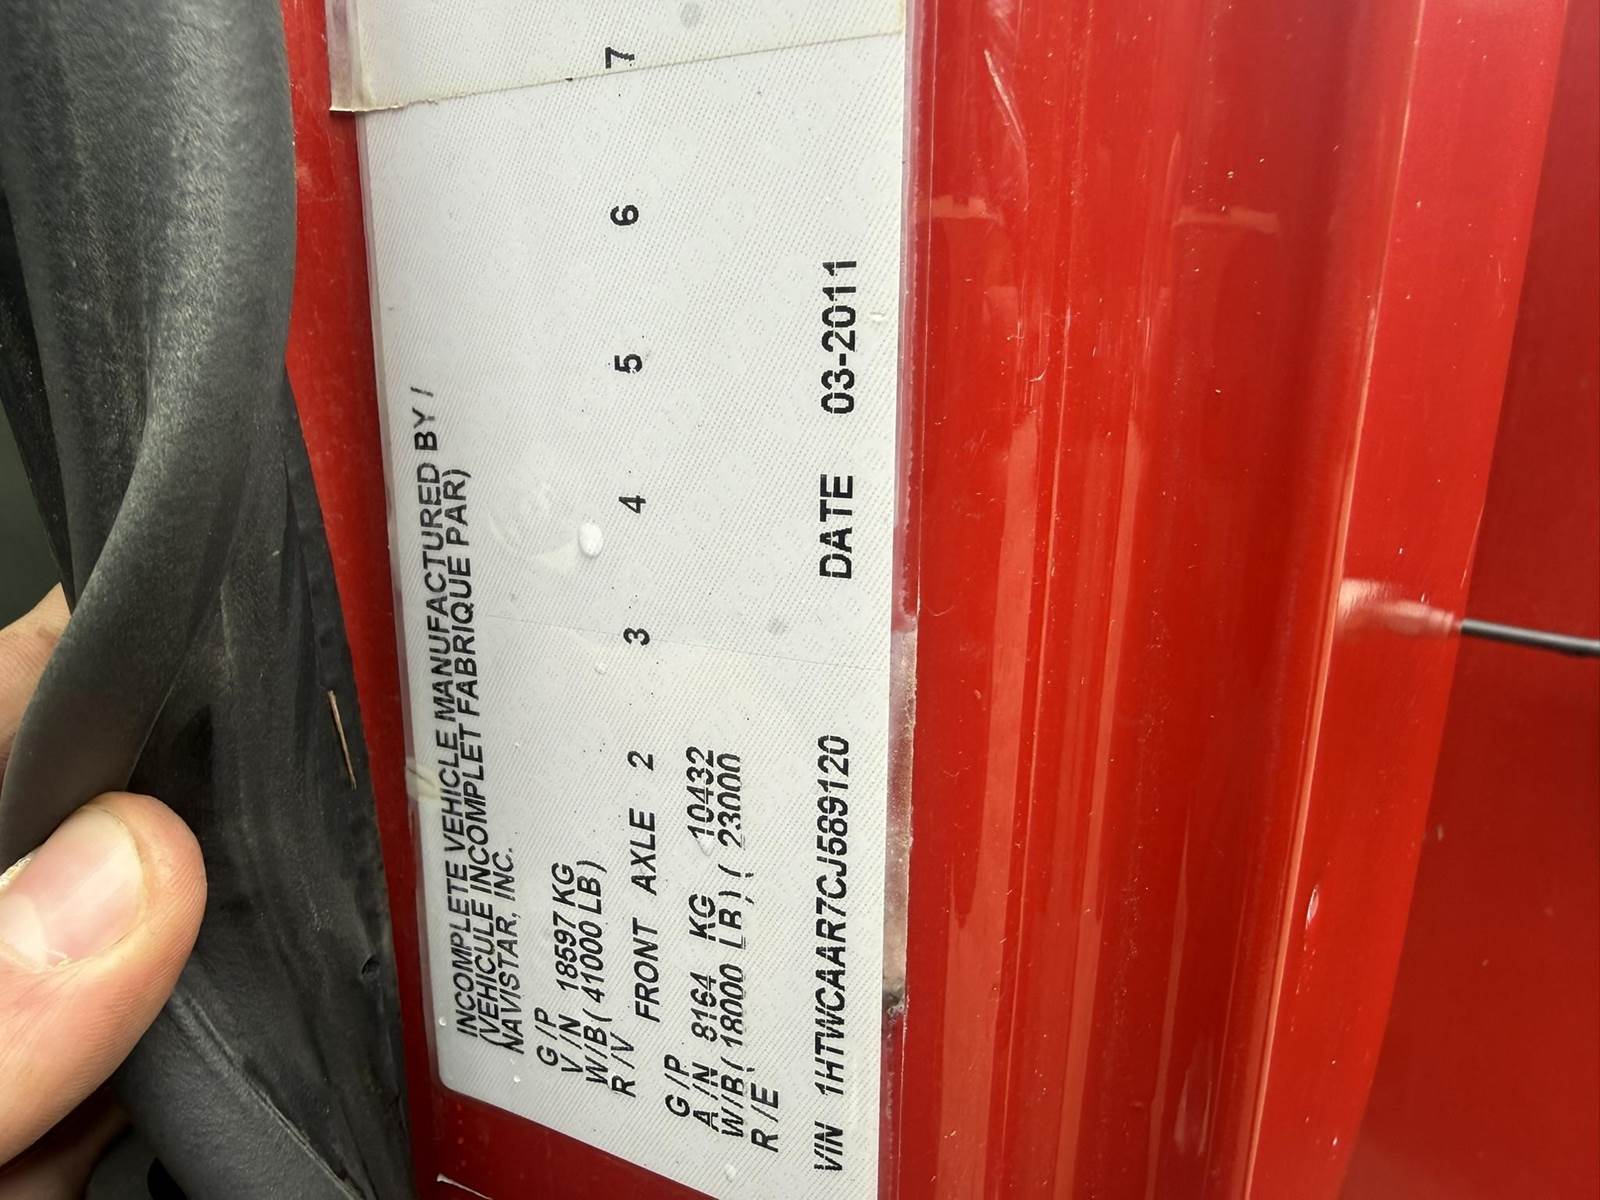 INCOMPLETE VEHICLE MANUFACTURED BY /
(VEHICULE INCOMPLET FABRIQUE PAR)
NAVISTAR, INC.
G/P
V/N 18597 KG
W/B ( 41000 LB)
R/V
FRONT AXLE 2 3 4 5 6 7
G/P
A/N 8164 KG 10432
W/B( 18000 LB)( 23000
R/E
VIN 1HTWCAAR7CJ589120 DATE 03-2011